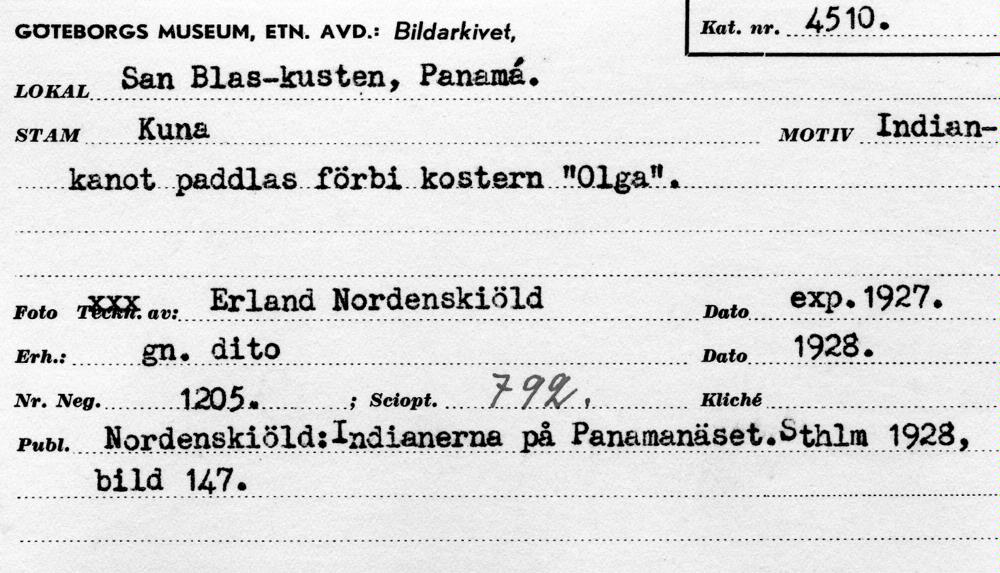 GÖTEBORGS MUSEUM, ETN. AVD.: Bildarkivet,
Kat. nr. 4510.
LOKAL San Blas-kusten, Panamá.
STAM Kuna MOTIV Indian-
kanot paddlas förbi kostern "Olga".
Foto Teckn. av: Erland Nordenskiöld Dato exp.1927.
Erh.: gn. dito Dato 1928.
Nr. Neg. 1205. ; Sciopt. 792. Kliché
Publ. Nordenskiöld:Indianerna på Panamanäset.Sthlm 1928,
bild 147.